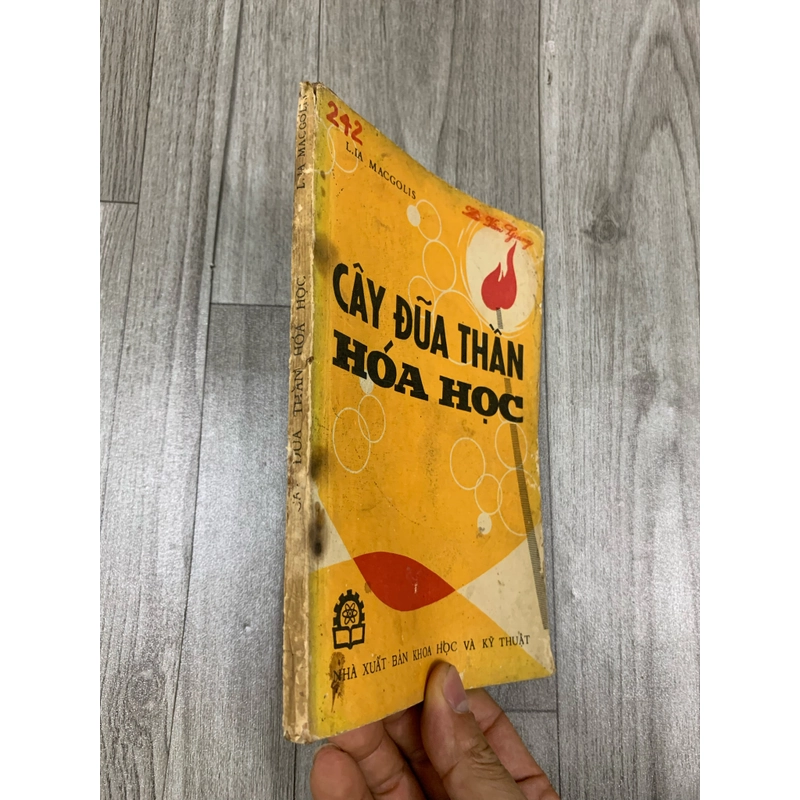 242
L.IA MACGOLIS
CÂY ĐŨA THẦN
HÓA HỌC
NHÀ XUẤT BẢN KHOA HỌC VÀ KỸ THUẬT
L.IA MACGOLIS
CÂY ĐŨA THẦN HÓA HỌC